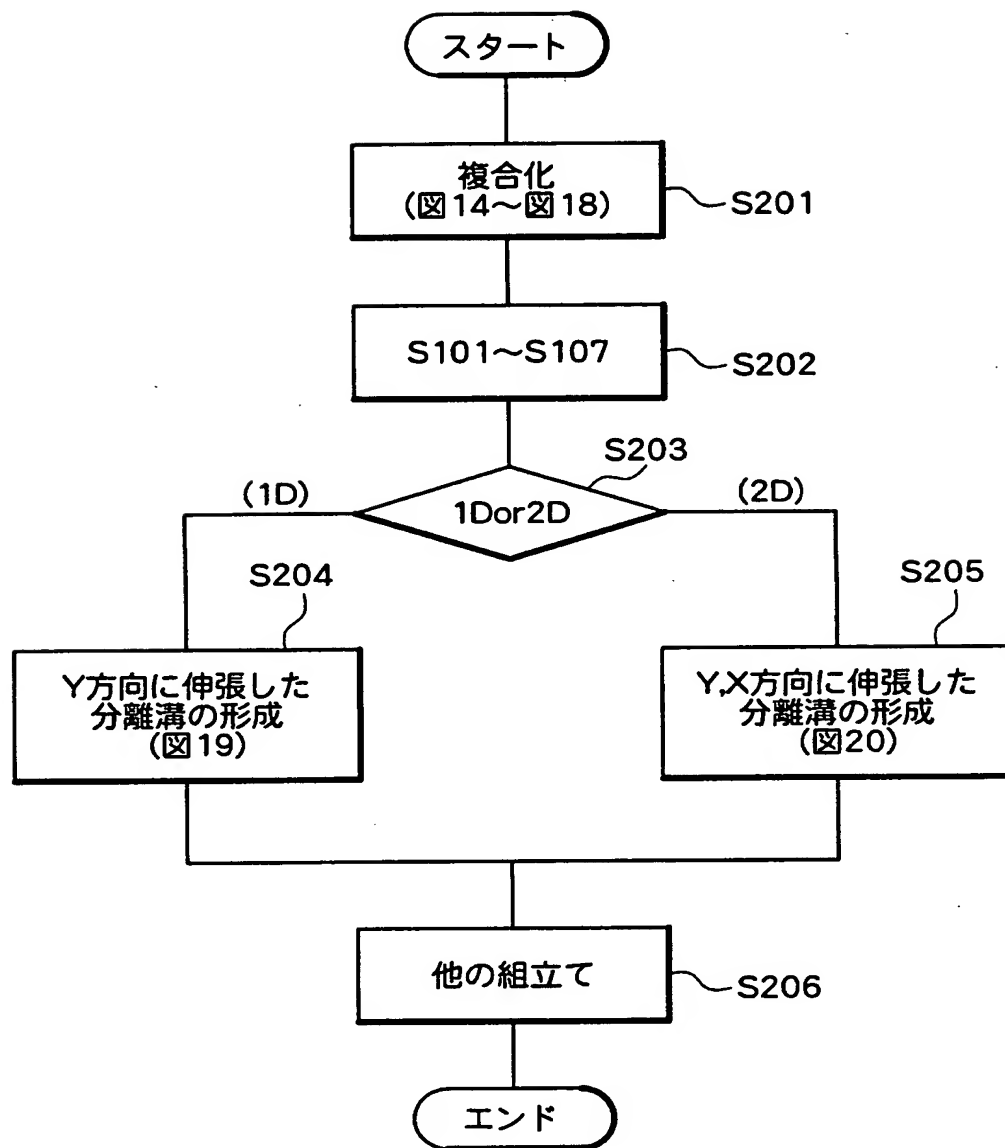 スタート
複合化
(図14～図18)
S201
S101～S107
S202
S203
(1D)
1Dor2D
(2D)
S204
S205
Y方向に伸張した
分離溝の形成
(図19)
Y,X方向に伸張した
分離溝の形成
(図20)
他の組立て
S206
エンド